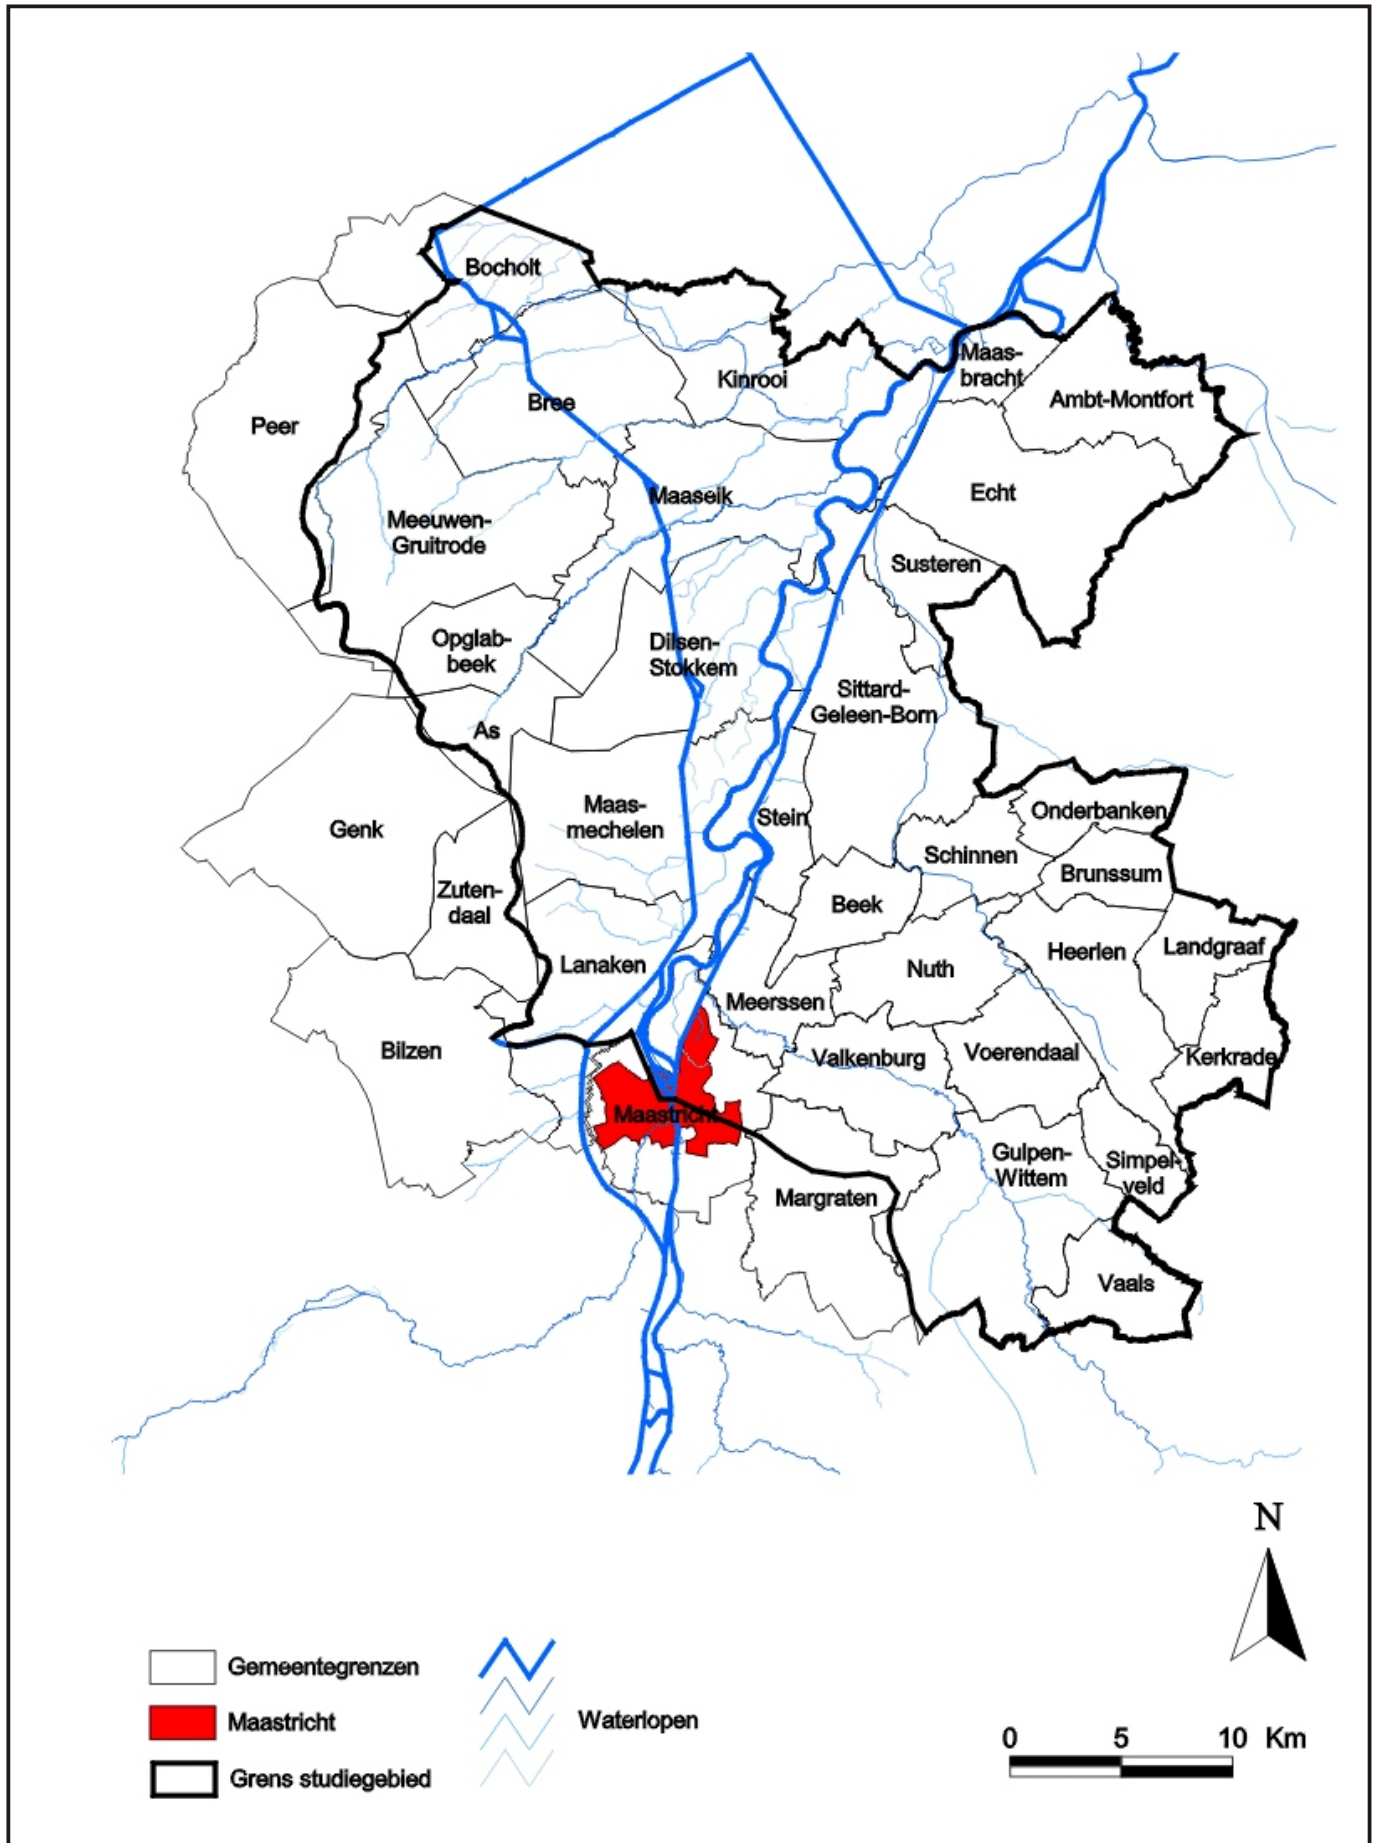 Bocholt
Maas-
bracht
Kinrooi
Ambt-Montfort
Bree
Peer
Echt
Maaseik
Meeuwen-
Gruitrode
Susteren
Opglab-
beek
Dilsen-
Stokkem
Sittard-
Geleen-Born
As
Maas-
mechelen
Stein
Onderbanken
Genk
Schinnen
Brunssum
Zuten-
daal
Beek
Heerlen
Landgraaf
Lanaken
Nuth
Meerssen
Bilzen
Valkenburg
Voerendaal
Kerkrade
Maastricht
Gulpen-
Wittem
Simpel-
veld
Margraten
Vaals
N
Gemeentegrenzen
Maastricht
Waterlopen
Grens studiegebied
0 5 10 Km